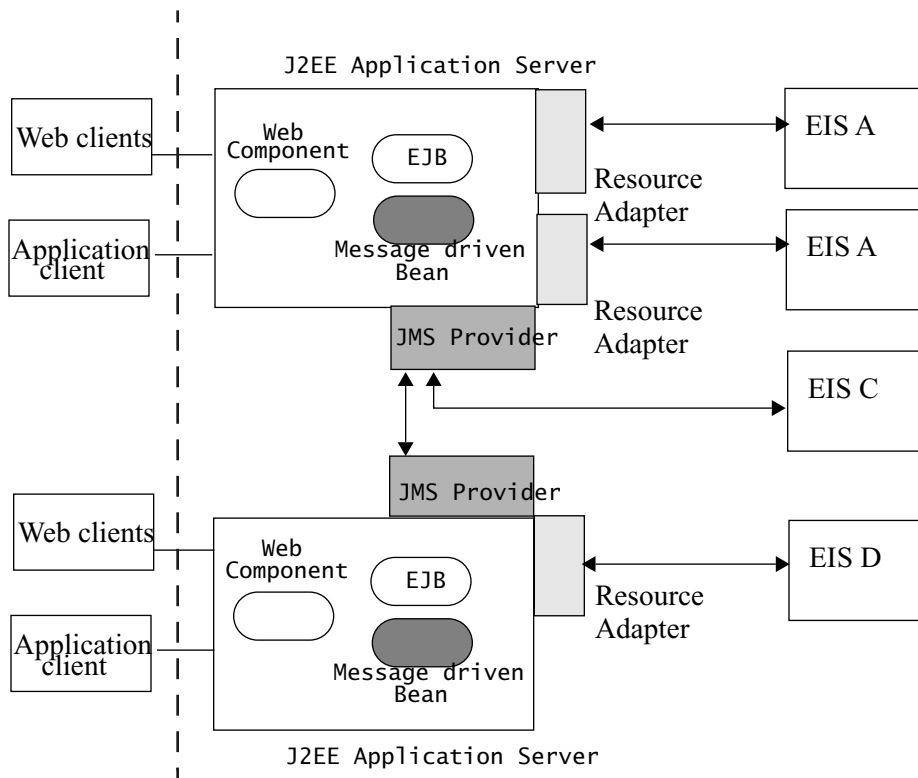 J2EE Application Server
Web clients
Web
Component
EJB
EIS A
Resource
Adapter
Application
client
Message driven
Bean
EIS A
Resource
Adapter
JMS Provider
EIS C
JMS Provider
Web clients
Web
Component
EJB
EIS D
Resource
Adapter
Application
client
Message driven
Bean
J2EE Application Server